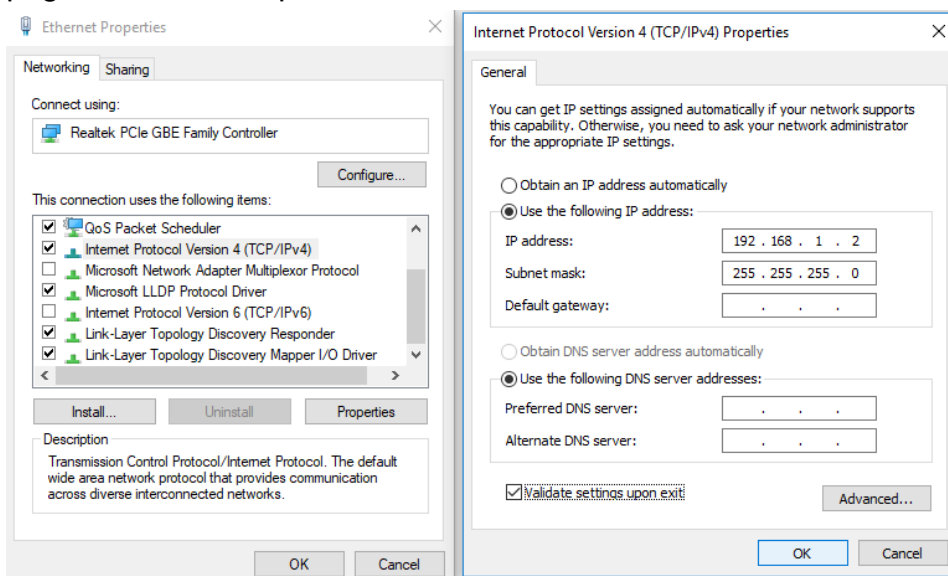 Ethernet Properties
Networking
Sharing
Connect using:
Realtek PCIe GBE Family Controller
Configure...
This connection uses the following items:
QoS Packet Scheduler
Internet Protocol Version 4 (TCP/IPv4)
Microsoft Network Adapter Multiplexor Protocol
Microsoft LLDP Protocol Driver
Internet Protocol Version 6 (TCP/IPv6)
Link-Layer Topology Discovery Responder
Link-Layer Topology Discovery Mapper I/O Driver
Install...
Uninstall
Properties
Description
Transmission Control Protocol/Internet Protocol. The default
wide area network protocol that provides communication
across diverse interconnected networks.
OK
Cancel
Internet Protocol Version 4 (TCP/IPv4) Properties
General
You can get IP settings assigned automatically if your network supports
this capability. Otherwise, you need to ask your network administrator
for the appropriate IP settings.
Obtain an IP address automatically
Use the following IP address:
IP address:
192 . 168 . 1 . 2
Subnet mask:
255 . 255 . 255 . 0
Default gateway:
. . .
Obtain DNS server address automatically
Use the following DNS server addresses:
Preferred DNS server:
. . .
Alternate DNS server:
. . .
Validate settings upon exit
Advanced...
OK
Cancel